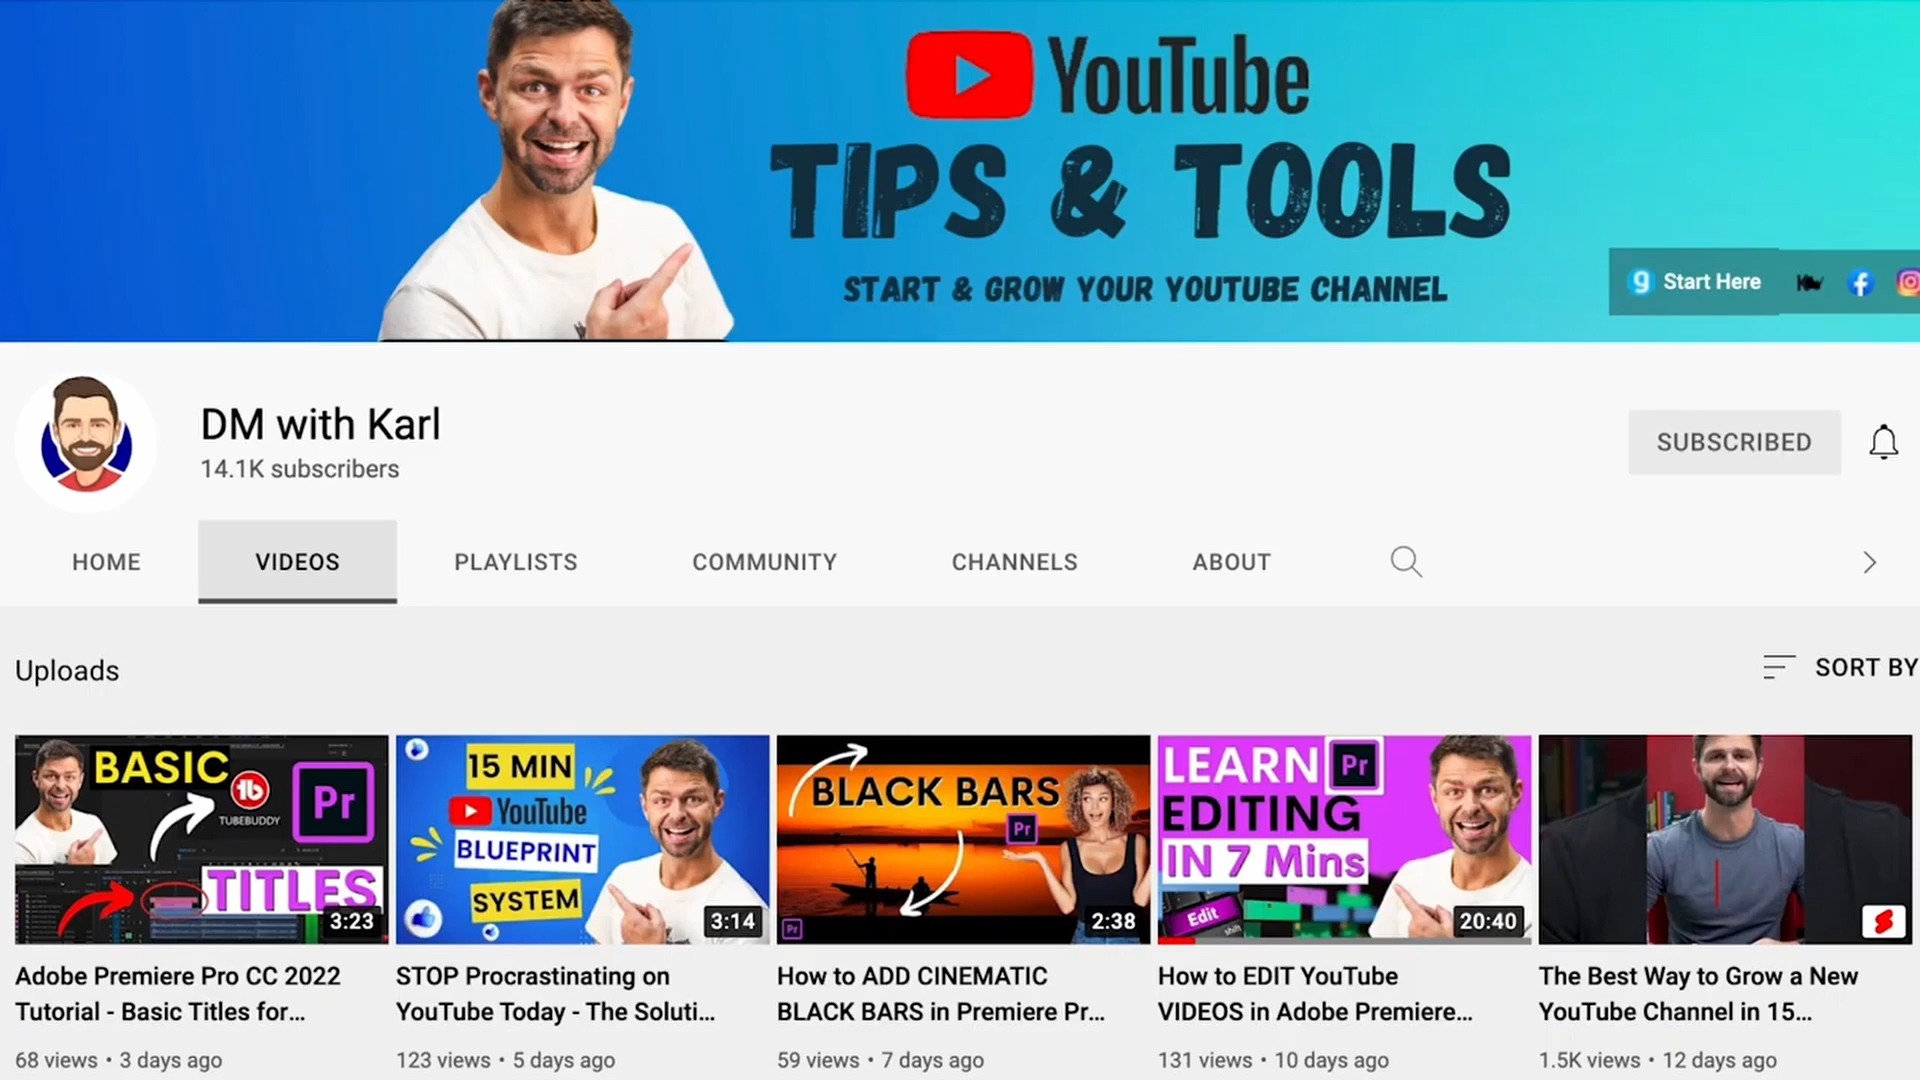 YouTube
TIPS & TOOLS
START & GROW YOUR YOUTUBE CHANNEL
Start Here
DM with Karl
14.1K subscribers
SUBSCRIBED
HOME VIDEOS PLAYLISTS COMMUNITY CHANNELS ABOUT
Uploads
SORT BY
BASIC
TUBEBUDDY
Pr
TITLES
3:23
15 MIN
YouTube
BLUEPRINT
SYSTEM
3:14
BLACK BARS
Pr
Pr
2:38
LEARN Pr
EDITING
IN 7 Mins
Edit
shift
20:40
Adobe Premiere Pro CC 2022
Tutorial - Basic Titles for...
68 views • 3 days ago
STOP Procrastinating on
YouTube Today - The Soluti...
123 views • 5 days ago
How to ADD CINEMATIC
BLACK BARS in Premiere Pr...
59 views • 7 days ago
How to EDIT YouTube
VIDEOS in Adobe Premiere...
131 views • 10 days ago
The Best Way to Grow a New
YouTube Channel in 15...
1.5K views • 12 days ago